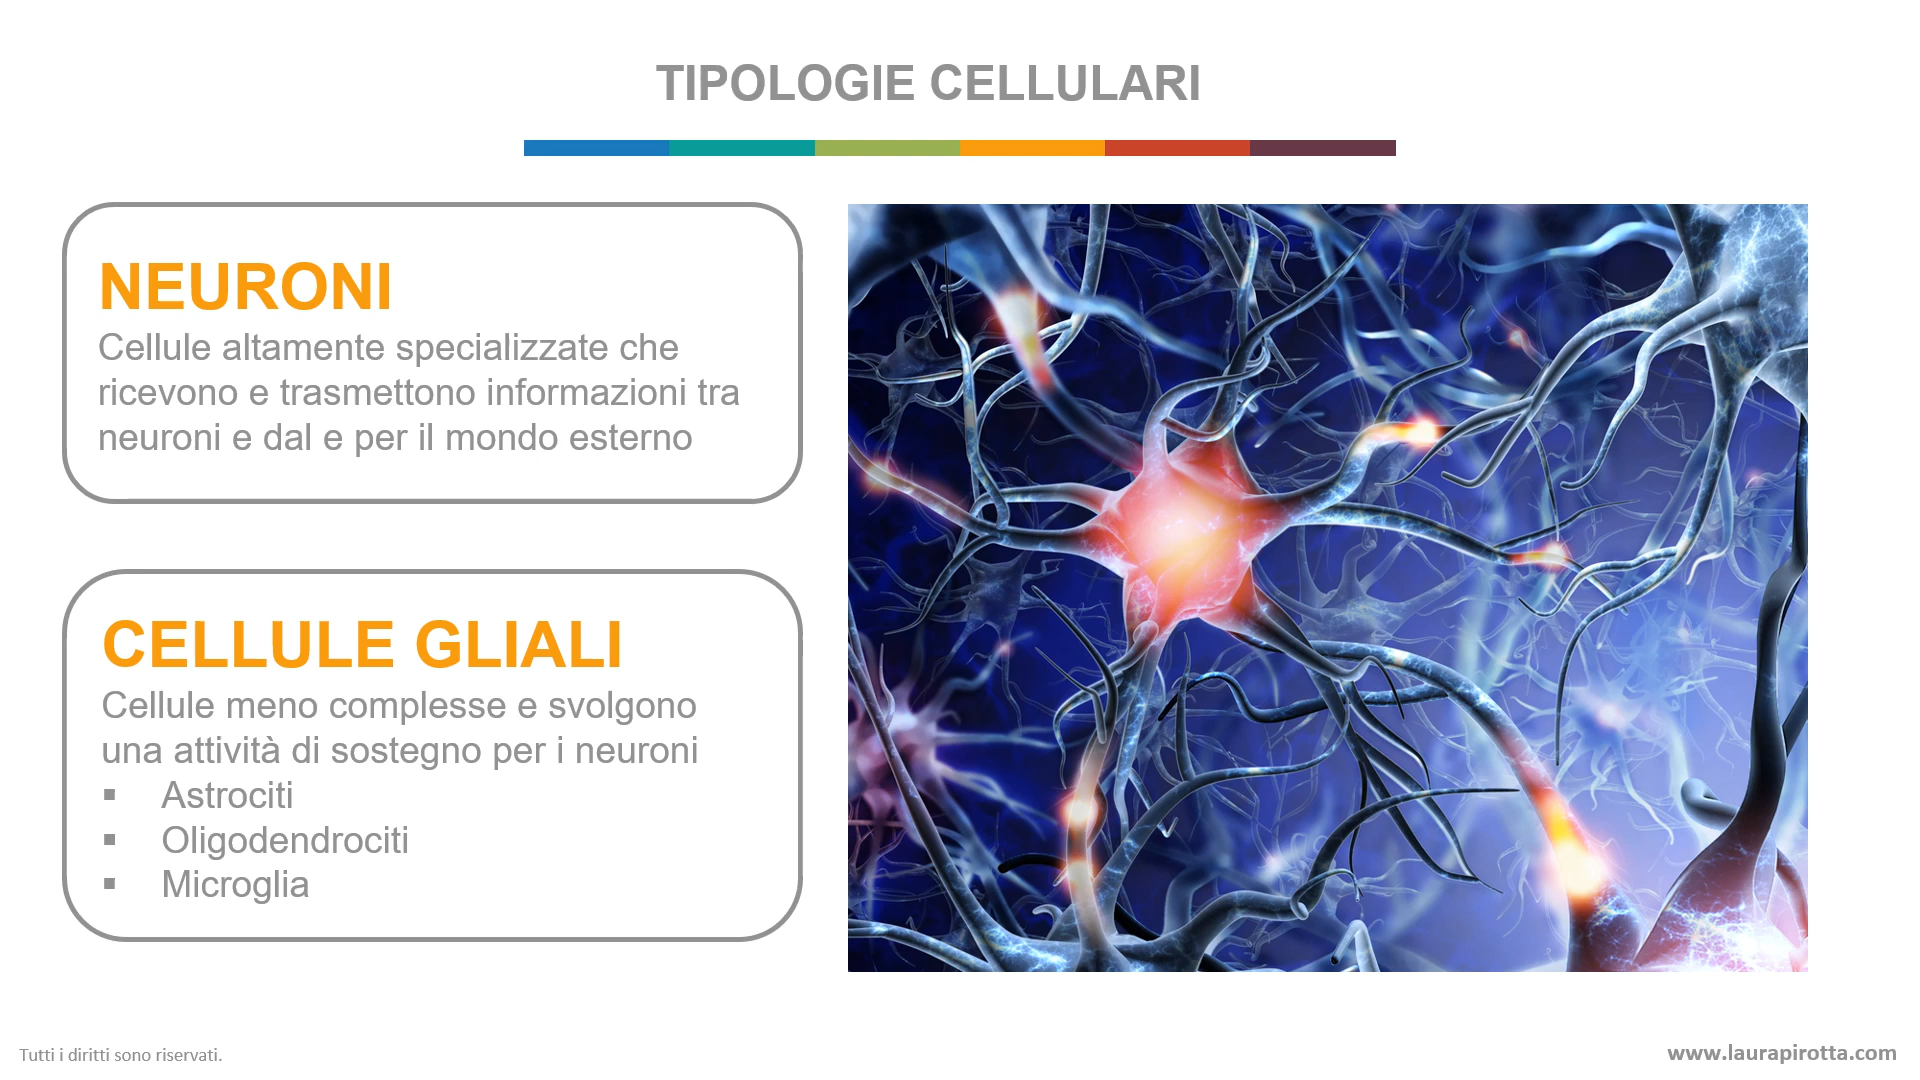 TIPOLOGIE CELLULARI
NEURONI
Cellule altamente specializzate che
ricevono e trasmettono informazioni tra
neuroni e dal e per il mondo esterno
CELLULE GLIALI
Cellule meno complesse e svolgono
una attività di sostegno per i neuroni
▪ Astrociti
▪ Oligodendrociti
▪ Microglia
Tutti i diritti sono riservati.
www.laurapirotta.com